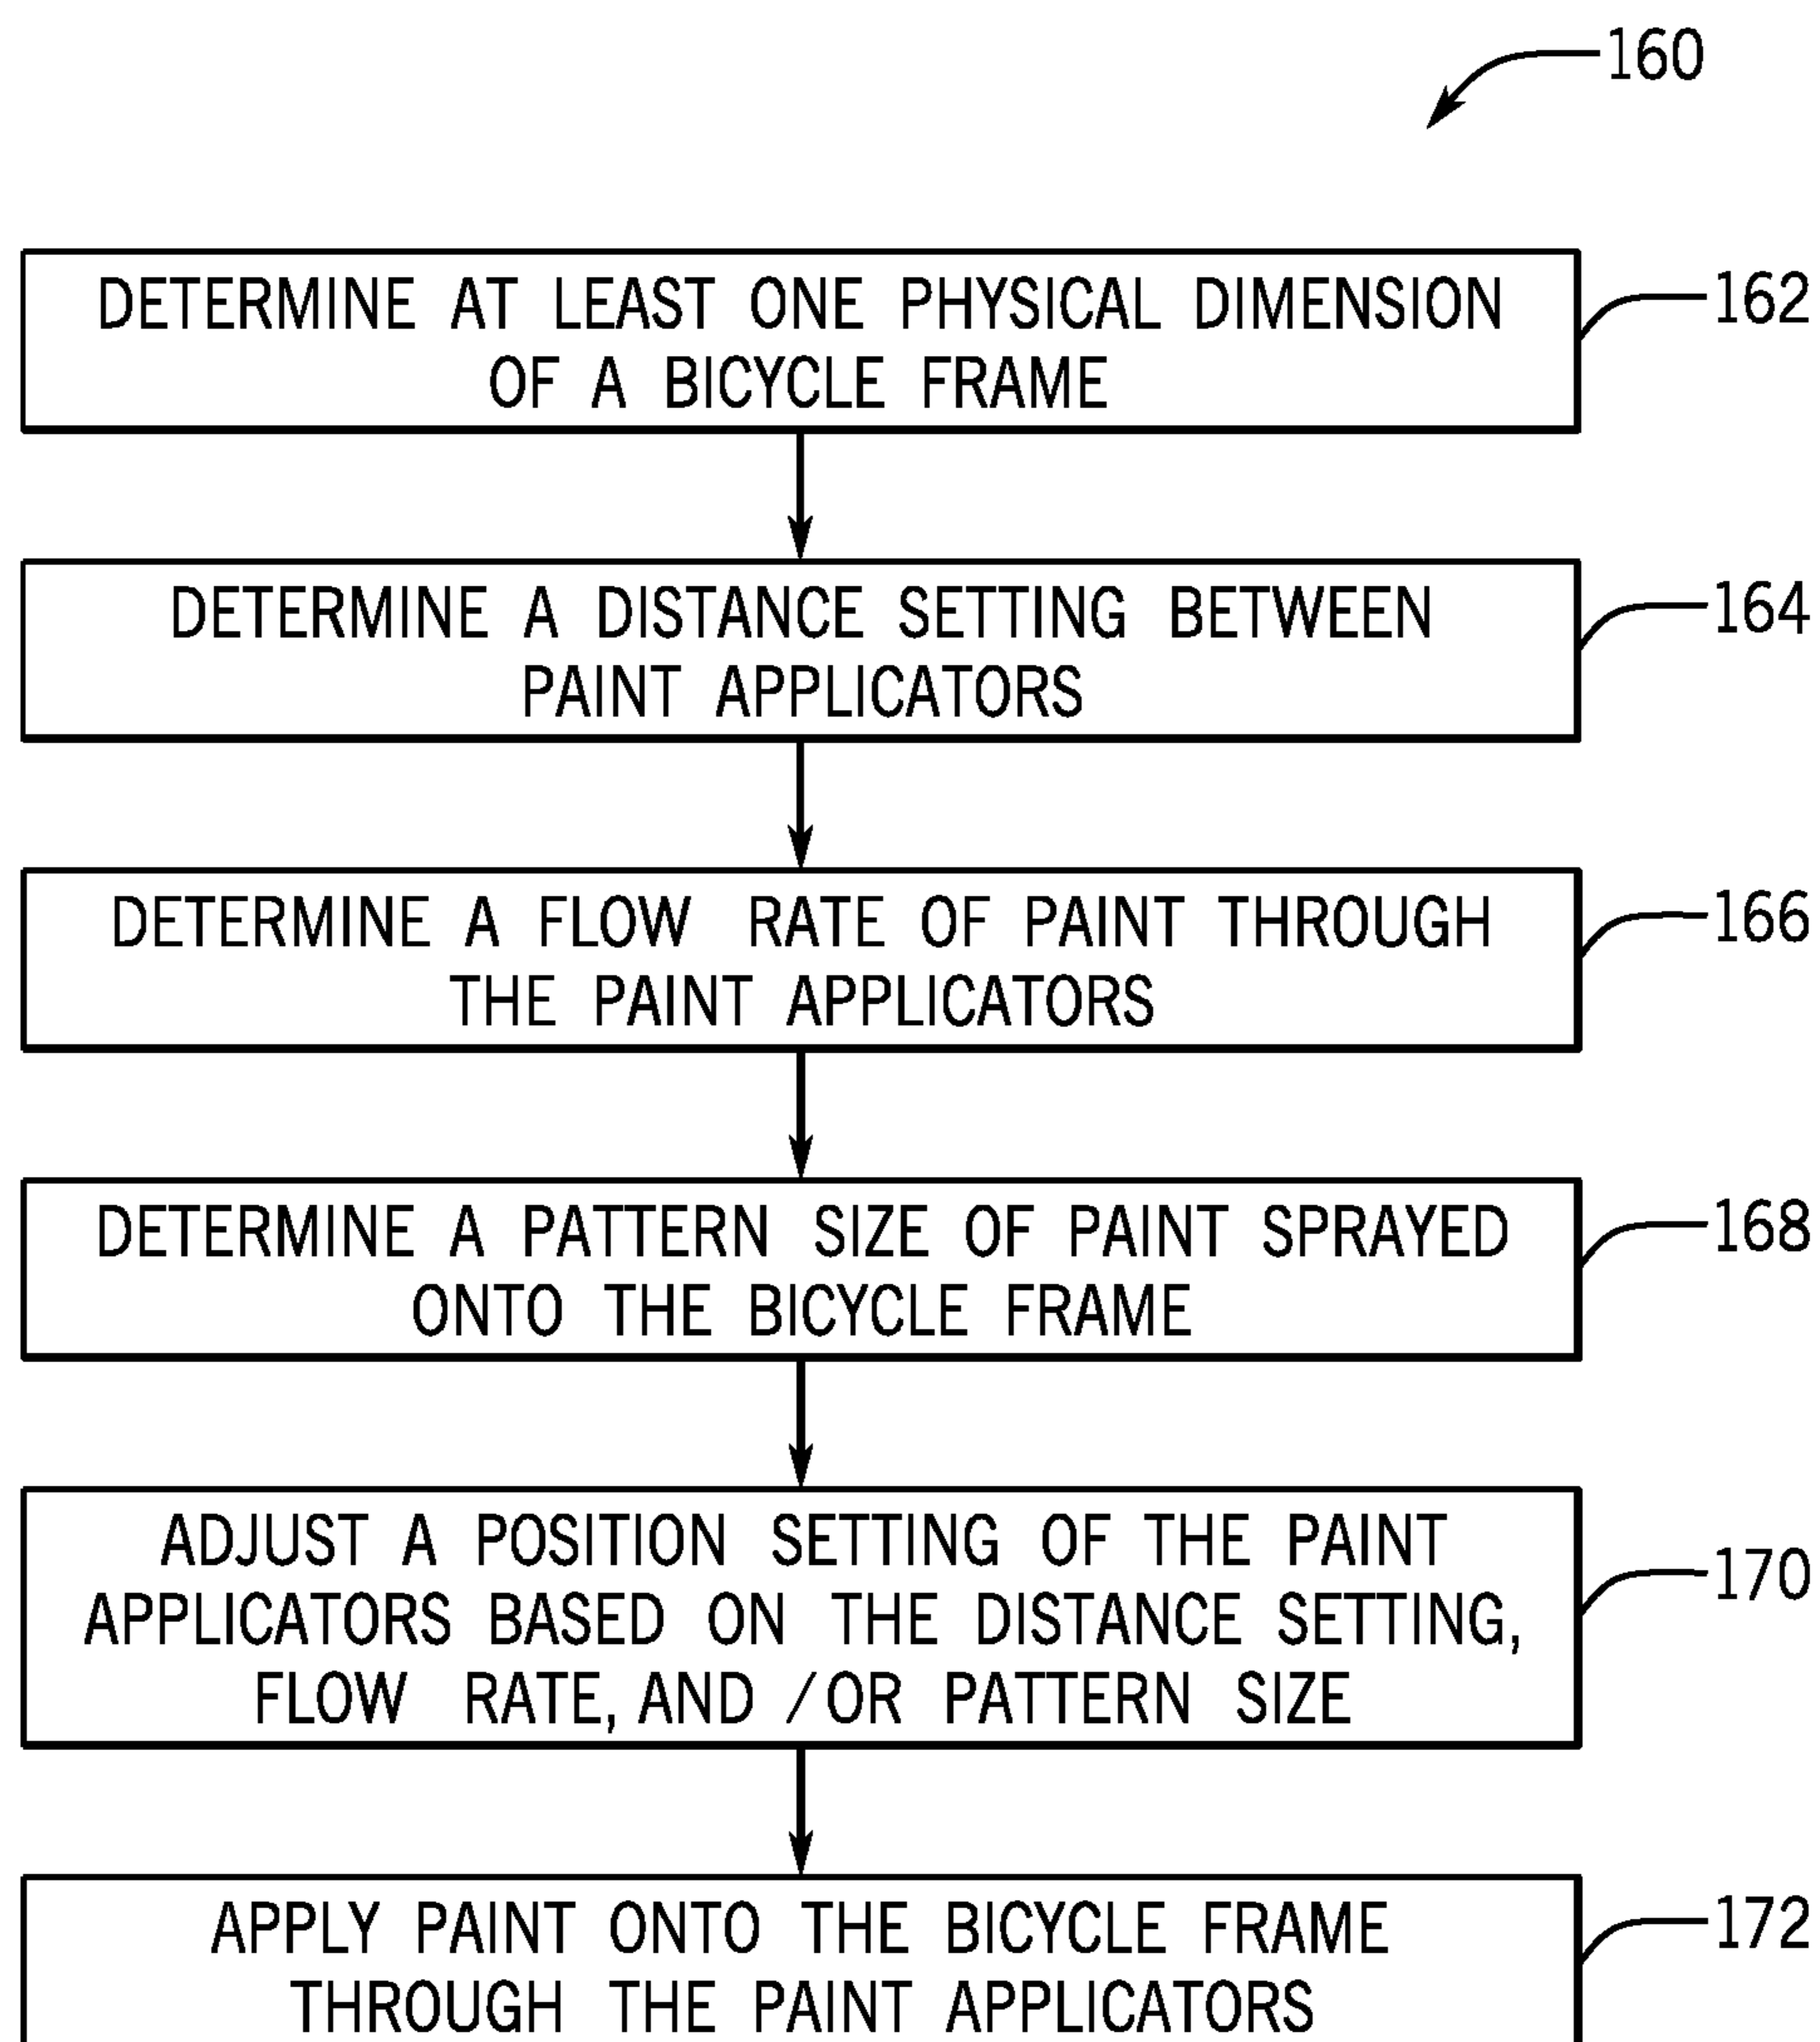 160
DETERMINE AT LEAST ONE PHYSICAL DIMENSION
OF A BICYCLE FRAME
162
DETERMINE A DISTANCE SETTING BETWEEN
PAINT APPLICATORS
164
DETERMINE A FLOW RATE OF PAINT THROUGH
THE PAINT APPLICATORS
166
DETERMINE A PATTERN SIZE OF PAINT SPRAYED
ONTO THE BICYCLE FRAME
168
ADJUST A POSITION SETTING OF THE PAINT
APPLICATORS BASED ON THE DISTANCE SETTING,
FLOW RATE, AND /OR PATTERN SIZE
170
APPLY PAINT ONTO THE BICYCLE FRAME
THROUGH THE PAINT APPLICATORS
172